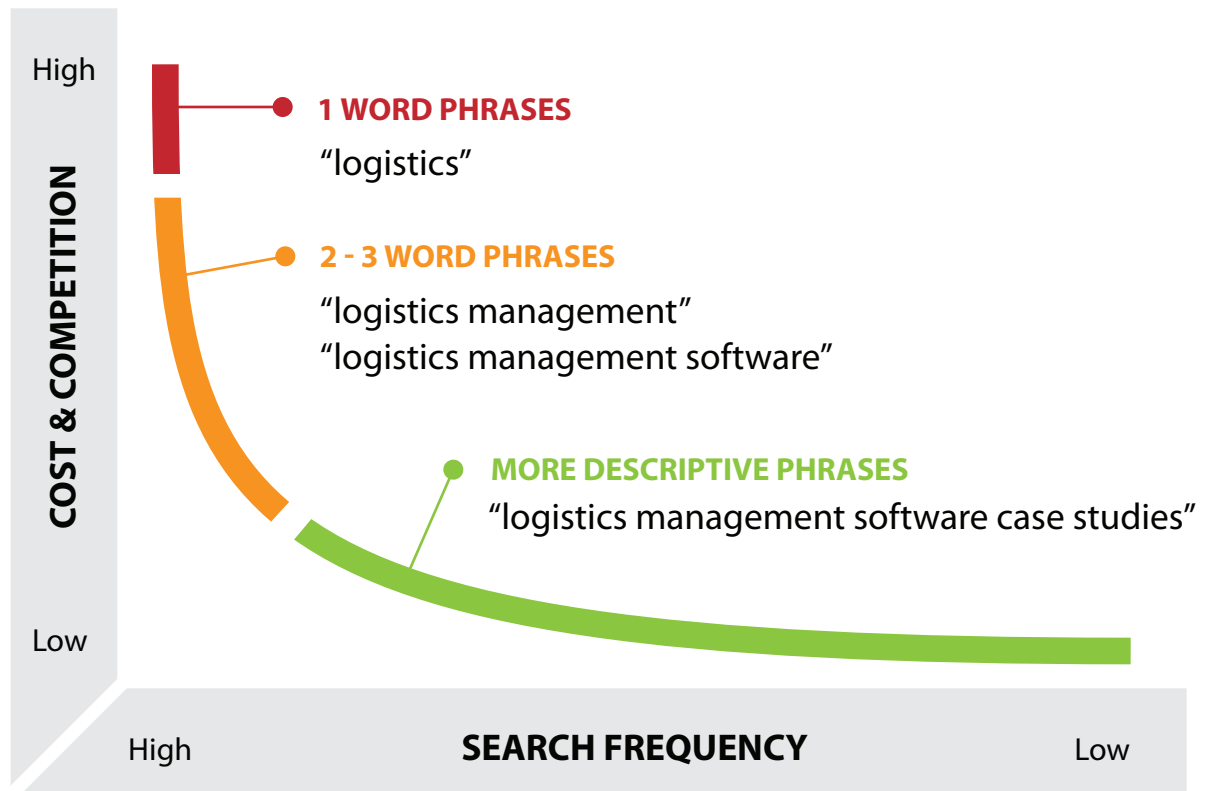 High
COST & COMPETITION
Low
1 WORD PHRASES
“logistics”
2 - 3 WORD PHRASES
“logistics management”
“logistics management software”
MORE DESCRIPTIVE PHRASES
“logistics management software case studies”
High
SEARCH FREQUENCY
Low